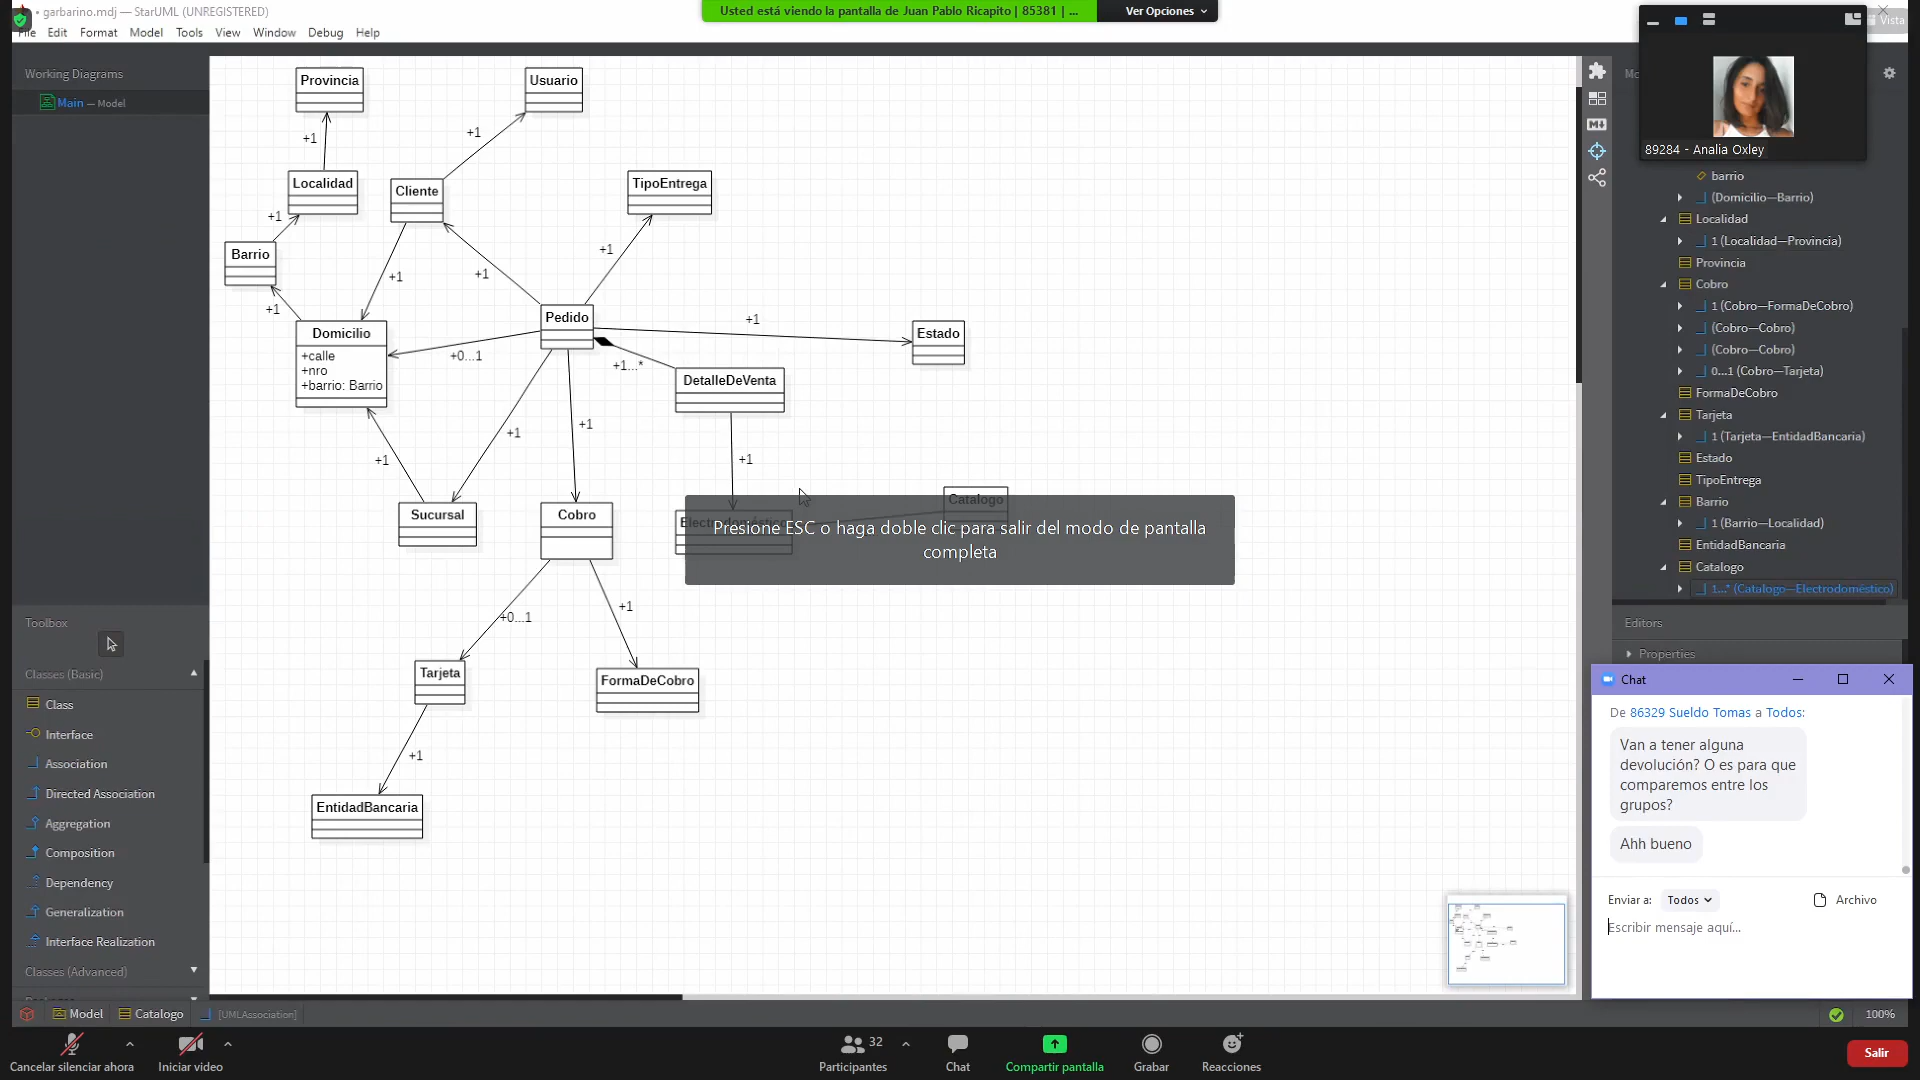 garbarino.mdj — StarUML (UNREGISTERED)
Usted está viendo la pantalla de Juan Pablo Ricapito | 85381 | ...
Ver Opciones
Vista
File Edit Format Model Tools View Window Debug Help
Working Diagrams
Main — Model
Provincia
Usuario
+1
+1
Localidad
Cliente
TipoEntrega
+1
Barrio
+1
+1
+1
+1
Pedido
Domicilio
+calle
+nro
+barrio: Barrio
+0...1
+1
Estado
+1...*
DetalleDeVenta
+1
+1
+1
+1
Sucursal
Cobro
Electrodoméstico
Catalogo
Presione ESC o haga doble clic para salir del modo de pantalla
completa
+0...1
+1
Tarjeta
FormaDeCobro
+1
EntidadBancaria
Toolbox
Classes (Basic)
Class
Interface
Association
Directed Association
Aggregation
Composition
Dependency
Generalization
Interface Realization
Classes (Advanced)
89284 - Analia Oxley
barrio
(Domicilio—Barrio)
Localidad
1 (Localidad—Provincia)
Provincia
Cobro
1 (Cobro—FormaDeCobro)
(Cobro—Cobro)
(Cobro—Cobro)
0...1 (Cobro—Tarjeta)
FormaDeCobro
Tarjeta
1 (Tarjeta—EntidadBancaria)
Estado
TipoEntrega
Barrio
1 (Barrio—Localidad)
EntidadBancaria
Catalogo
1...* (Catalogo—Electrodoméstico)
Editors
Properties
Chat
De 86329 Sueldo Tomas a Todos:
Van a tener alguna
devolución? O es para que
comparemos entre los
grupos?
Ahh bueno
Enviar a: Todos
Archivo
Escribir mensaje aquí...
Model Catalogo [UMLAssociation]
100%
Cancelar silenciar ahora
Iniciar video
32
Participantes
Chat
Compartir pantalla
Grabar
Reacciones
Salir